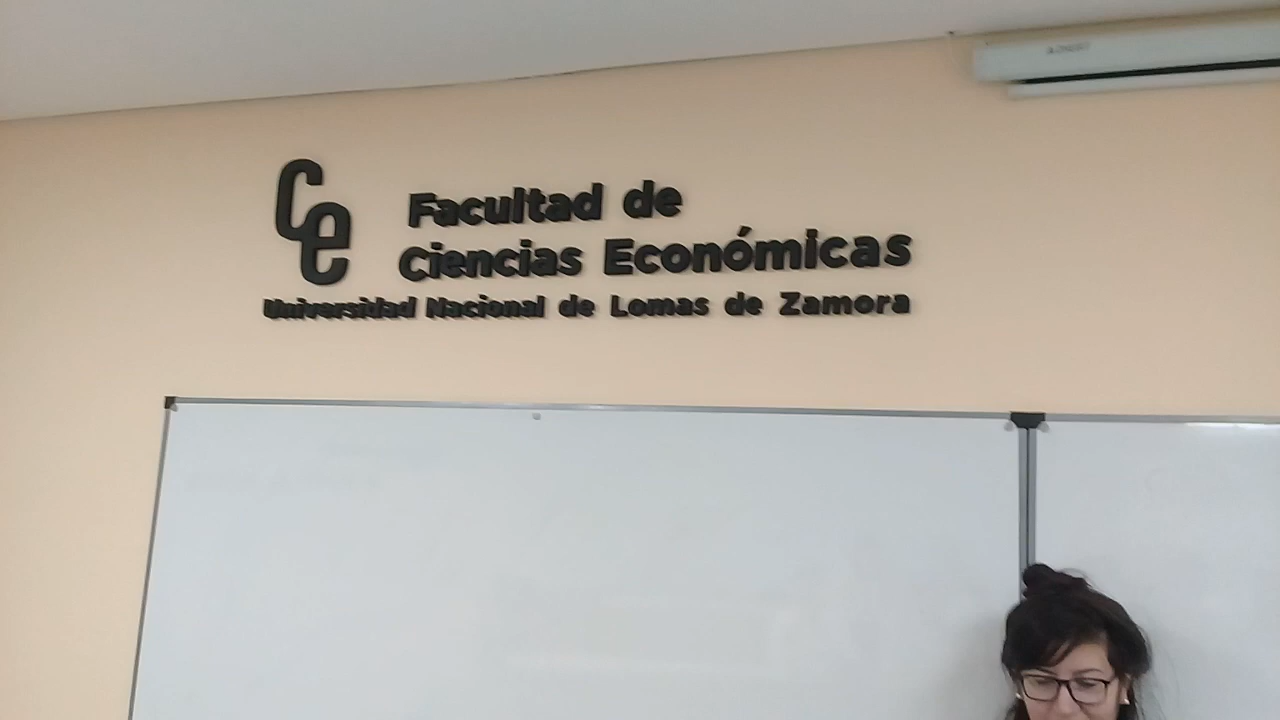 Ce
Facultad de
Ciencias Económicas
Universidad Nacional de Lomas de Zamora